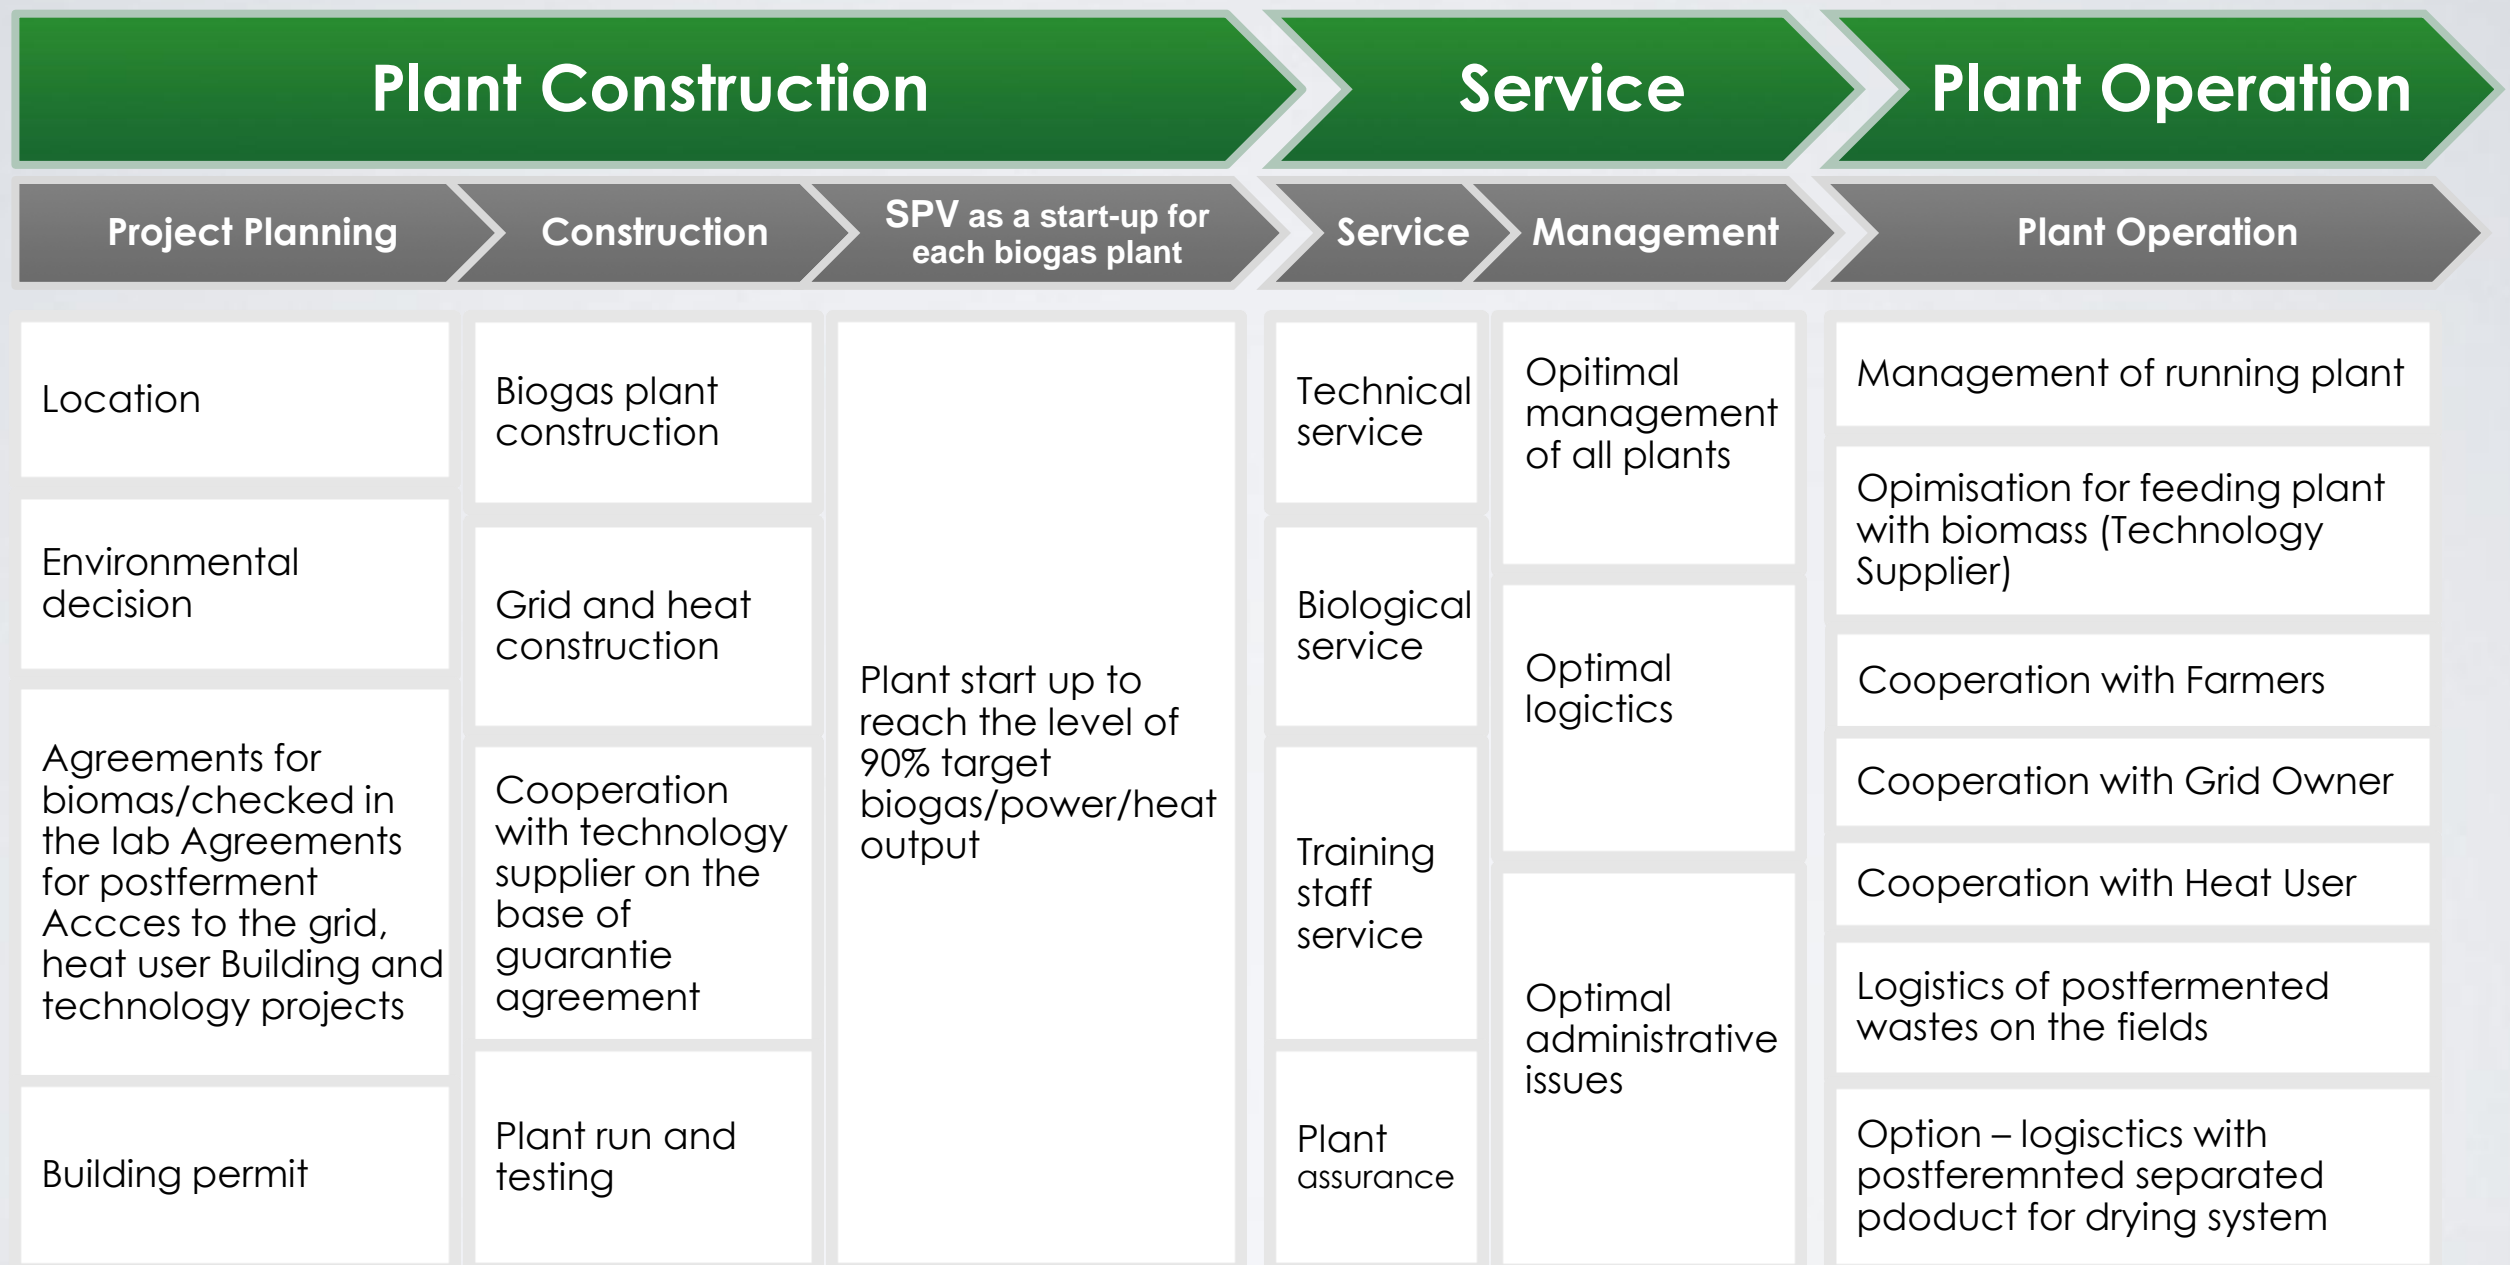 Plant Construction
Service
Plant Operation
Project Planning
Construction
SPV as a start-up for
each biogas plant
Service
Management
Plant Operation
Location
Environmental
decision
Agreements for
biomas/checked in
the lab Agreements
for postferment
Accces to the grid,
heat user Building and
technology projects
Building permit
Biogas plant
construction
Grid and heat
construction
Cooperation
with technology
supplier on the
base of
guarantie
agreement
Plant run and
testing
Plant start up to
reach the level of
90% target
biogas/power/heat
output
Technical
service
Biological
service
Training
staff
service
Plant
assurance
Opitimal
management
of all plants
Optimal
logictics
Optimal
administrative
issues
Management of running plant
Opimisation for feeding plant
with biomass (Technology
Supplier)
Cooperation with Farmers
Cooperation with Grid Owner
Cooperation with Heat User
Logistics of postfermented
wastes on the fields
Option – logisctics with
postferemnted separated
pdoduct for drying system